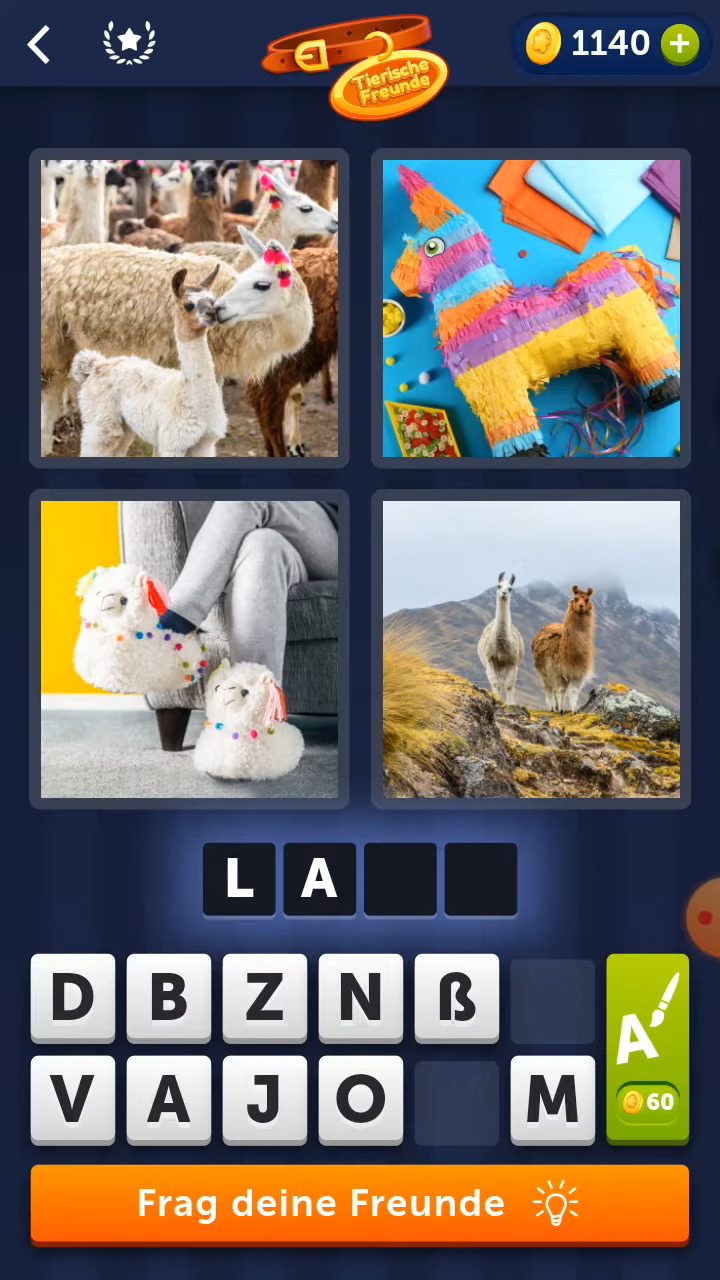 Tierische
Freunde
1140 +
L A
D B Z N ß
A
V A J O M
60
Frag deine Freunde